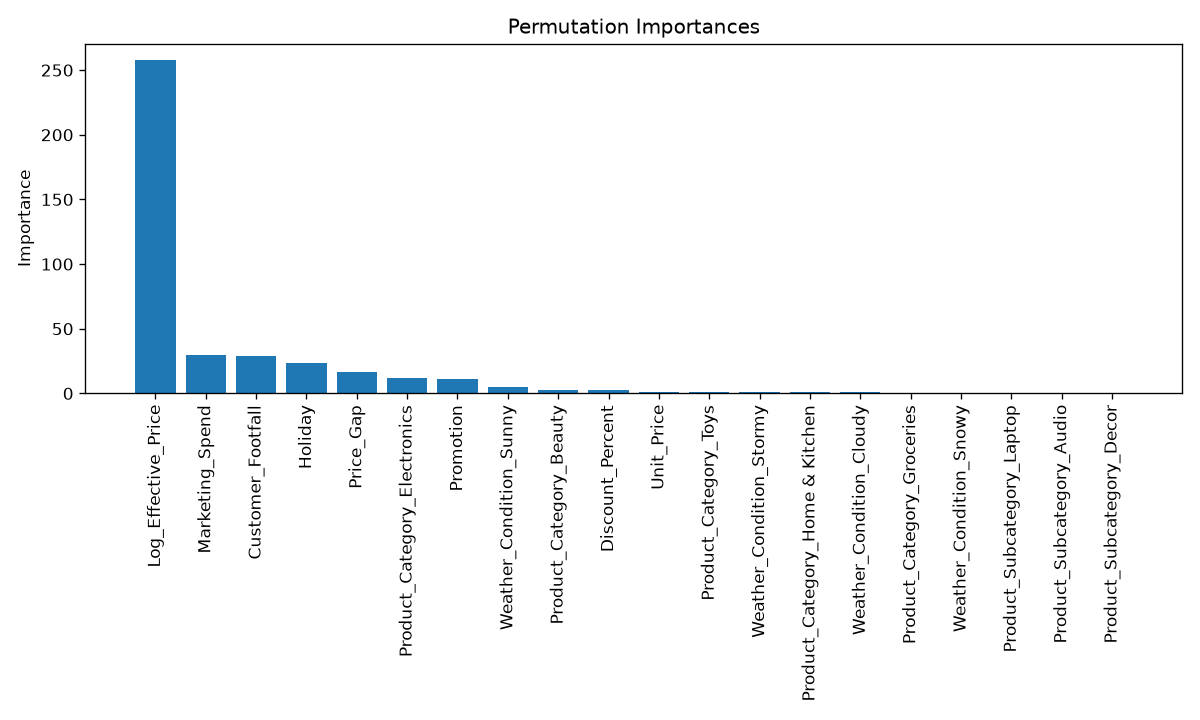 Permutation Importances
Importance
250
200
150
100
50
0
Log_Effective_Price
Marketing_Spend
Customer_Footfall
Holiday
Price_Gap
Product_Category_Electronics
Promotion
Weather_Condition_Sunny
Product_Category_Beauty
Discount_Percent
Unit_Price
Product_Category_Toys
Weather_Condition_Stormy
Product_Category_Home & Kitchen
Weather_Condition_Cloudy
Product_Category_Groceries
Weather_Condition_Snowy
Product_Subcategory_Laptop
Product_Subcategory_Audio
Product_Subcategory_Decor